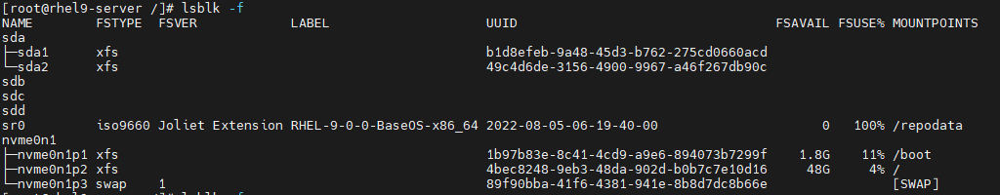 [root@rhel9-server /]# lsblk -f
NAME        FSTYPE  FSVER            LABEL                    UUID                                 FSAVAIL FSUSE% MOUNTPOINTS
sda
├─sda1      xfs                                               b1d8efeb-9a48-45d3-b762-275cd0660acd
└─sda2      xfs                                               49c4d6de-3156-4900-9967-a46f267db90c
sdb
sdc
sdd
sr0         iso9660 Joliet Extension RHEL-9-0-0-BaseOS-x86_64 2022-08-05-06-19-40-00                     0   100% /repodata
nvme0n1
├─nvme0n1p1 xfs                                               1b97b83e-8c41-4cd9-a9e6-894073b7299f    1.8G    11% /boot
├─nvme0n1p2 xfs                                               4bec8248-9eb3-48da-902d-b0b7c7e10d16     48G     4% /
└─nvme0n1p3 swap    1                                         89f90bba-41f6-4381-941e-8b8d7dc8b66e                [SWAP]
[root@rhel9-server /]# lsblk -f